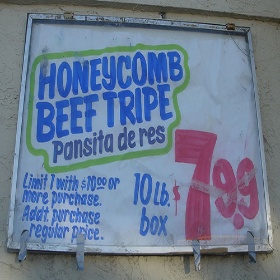 HONEYCOMB
BEEF TRIPE
Pansita de res
Limit 1 with $10.00 or
more purchase.
Add't purchase
regular price.
10 Lb.
box
$7.99